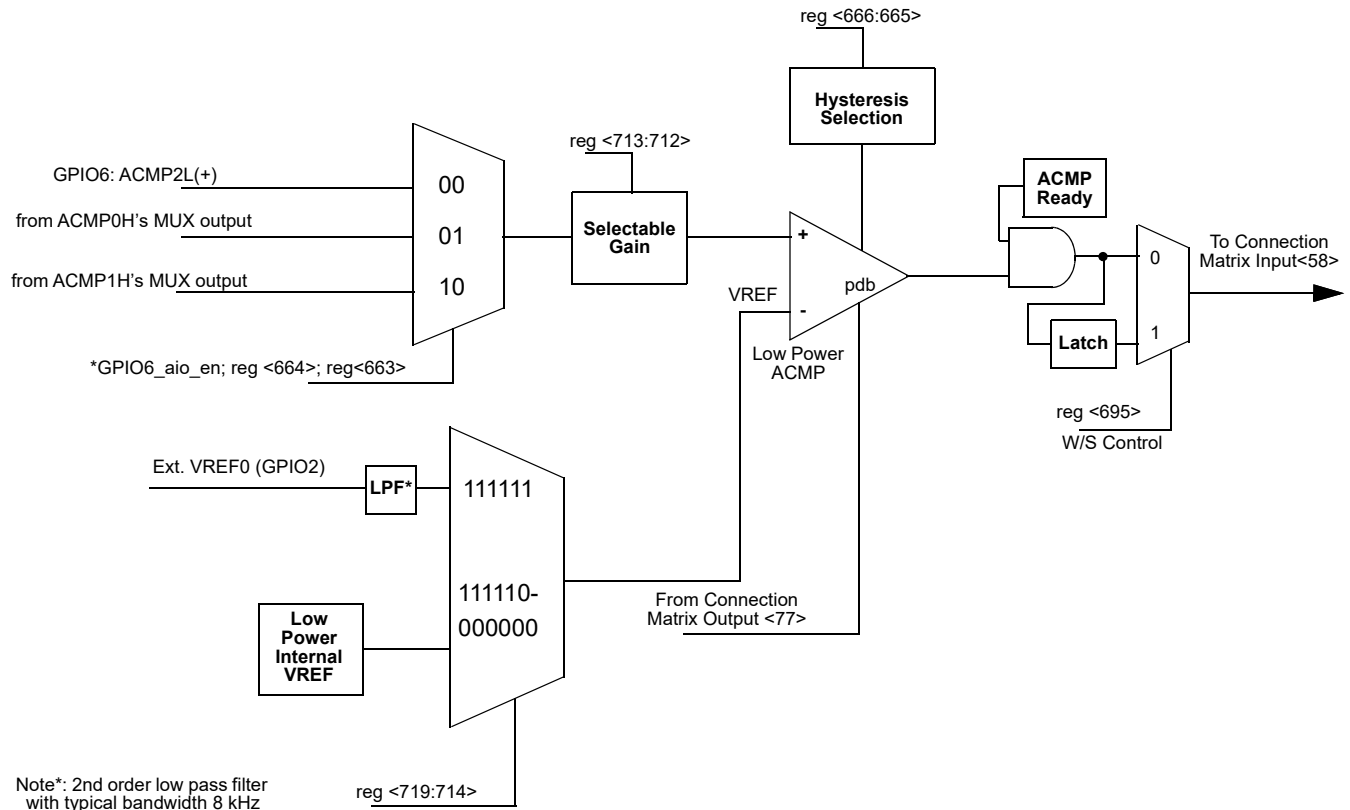 reg <666:665>
Hysteresis
Selection
reg <713:712>
GPIO6: ACMP2L(+)
00
from ACMP0H's MUX output
01
from ACMP1H's MUX output
10
Selectable
Gain
*GPIO6_aio_en; reg <664>; reg<663>
+
VREF
-
pdb
Low Power
ACMP
ACMP
Ready
0
To Connection
Matrix Input<58>
Latch
1
reg <695>
W/S Control
Ext. VREF0 (GPIO2)
LPF*
111111
111110-
000000
Low
Power
Internal
VREF
From Connection
Matrix Output <77>
Note*: 2nd order low pass filter
with typical bandwidth 8 kHz
reg <719:714>